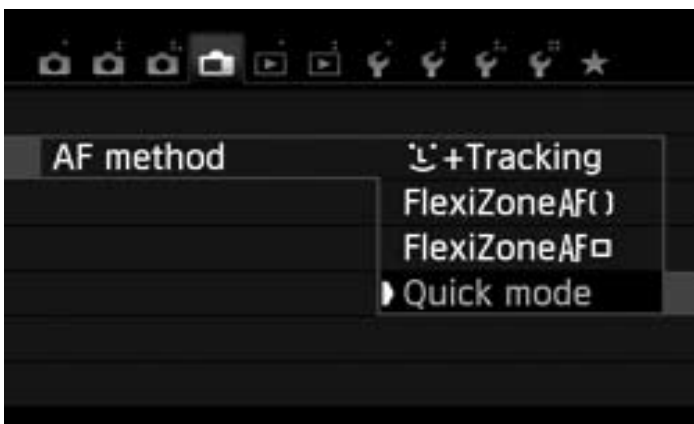 AF method
+Tracking
FlexiZoneAF()
FlexiZoneAF
Quick mode